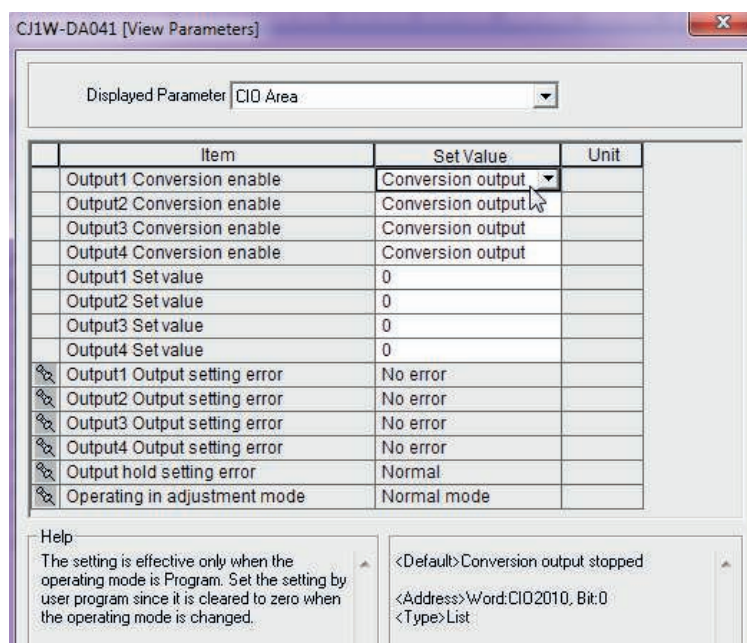 CJ1W-DA041 [View Parameters]
Displayed Parameter CIO Area
Item Set Value Unit
Output1 Conversion enable Conversion output
Output2 Conversion enable Conversion output
Output3 Conversion enable Conversion output
Output4 Conversion enable Conversion output
Output1 Set value 0
Output2 Set value 0
Output3 Set value 0
Output4 Set value 0
Output1 Output setting error No error
Output2 Output setting error No error
Output3 Output setting error No error
Output4 Output setting error No error
Output hold setting error Normal
Operating in adjustment mode Normal mode
Help
The setting is effective only when the
operating mode is Program. Set the setting by
user program since it is cleared to zero when
the operating mode is changed.
<Default>Conversion output stopped
<Address>Word:CIO2010, Bit:0
<Type>List